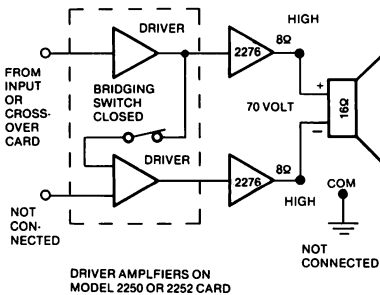 DRIVER
HIGH
2276
8Ω
FROM
INPUT
OR
CROSS-
OVER
CARD
BRIDGING
SWITCH
CLOSED
+
70 VOLT
16Ω
−
DRIVER
2276
8Ω
HIGH
COM
NOT
CON-
NECTED
NOT
CONNECTED
DRIVER AMPLFIERS ON
MODEL 2250 OR 2252 CARD